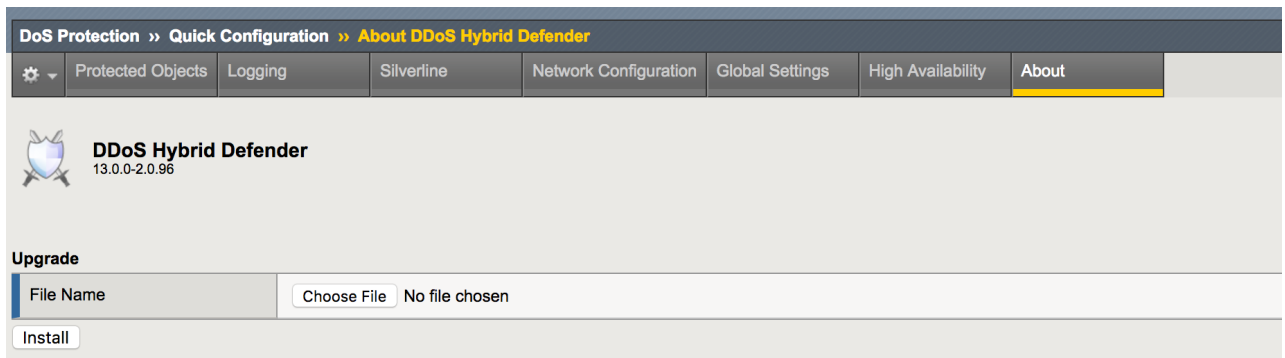 DoS Protection ›› Quick Configuration ›› About DDoS Hybrid Defender
Protected Objects Logging Silverline Network Configuration Global Settings High Availability About
DDoS Hybrid Defender
13.0.0-2.0.96
Upgrade
File Name Choose File No file chosen
Install